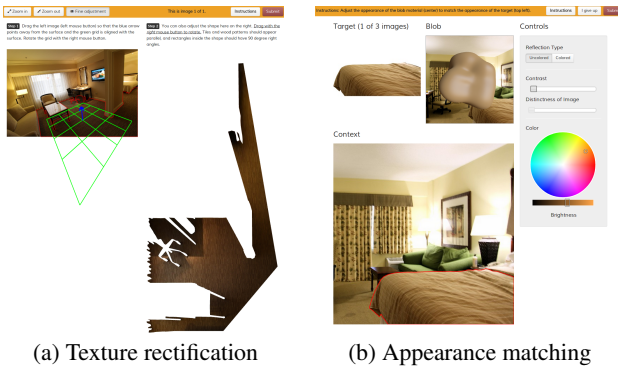 Zoom in Zoom out Fine adjustment This is image 1 of 1. Instructions Submit
Step 1 Drag the left image (left mouse button) so that the blue arrow
points away from the surface and the green grid is aligned with the
surface. Rotate the grid with the right mouse button.
Step 2 You can also adjust the shape here on the right. Drag with the
right mouse button to rotate. Tiles and wood patterns should appear
parallel, and rectangles inside the shape should have 90 degree right
angles.
(a) Texture rectification
Instructions: Adjust the appearance of the blob material (center) to match the appearance of the target (top left). Instructions I give up Submit
Target (1 of 3 images) Blob Controls
Reflection Type
Uncolored Colored
Contrast
Distinctness of Image
Context
Color
Brightness
(b) Appearance matching